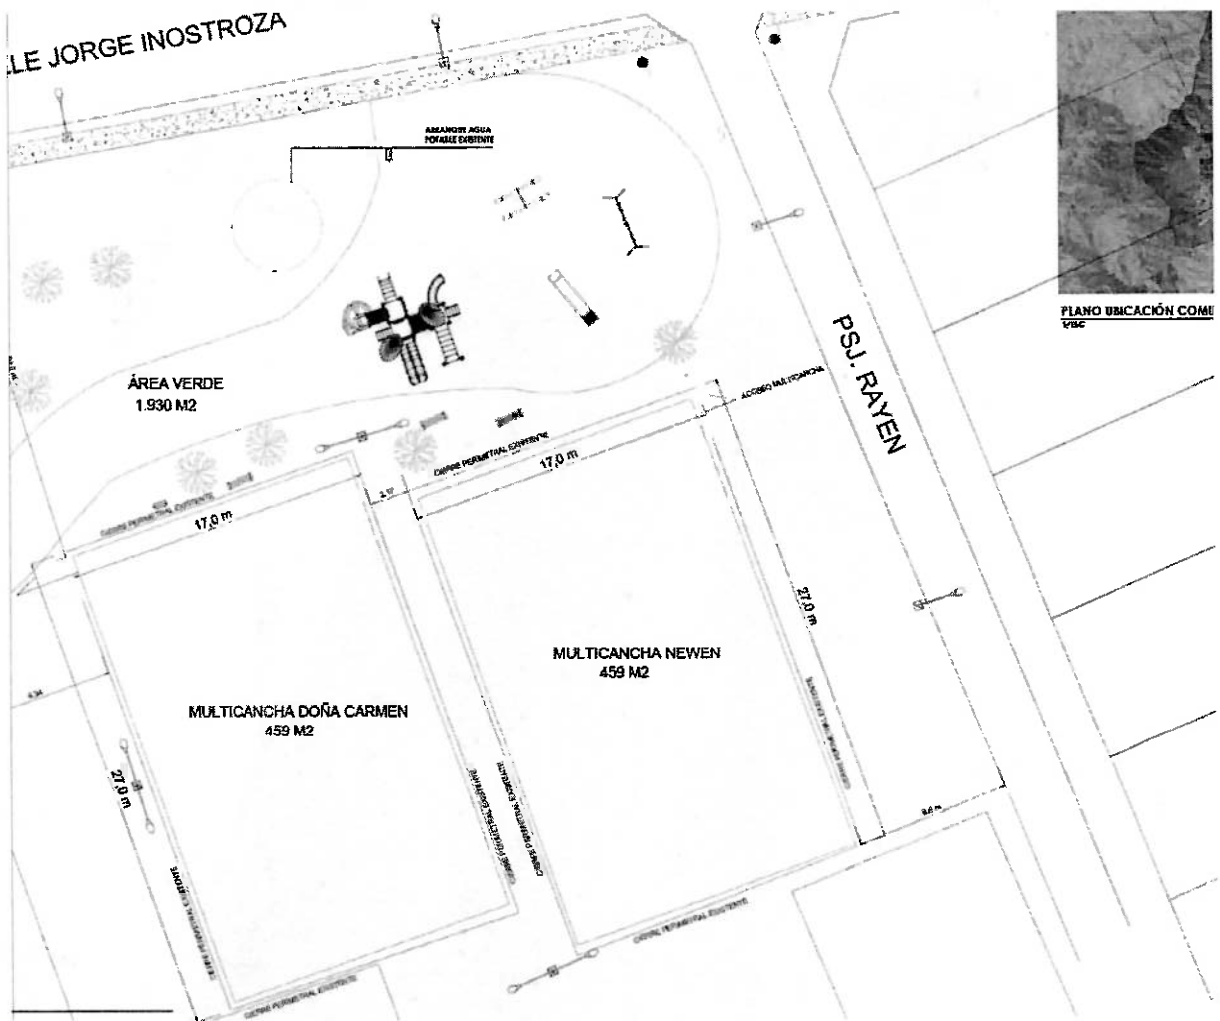 LLE JORGE INOSTROZA
ARRANQUE AGUA
POTABLE EXISTENTE
PLANO UBICACIÓN COMU
PSJ. RAYEN
ÁREA VERDE
1.930 M2
ACCESO MULTICANCHA
CIERRE PERIMETRAL EXISTENTE
17,0 m
CIERRE PERIMETRAL EXISTENTE
17,0 m
27,0 m
MULTICANCHA NEWEN
459 M2
MULTICANCHA DOÑA CARMEN
459 M2
27,0 m
CIERRE PERIMETRAL EXISTENTE
CIERRE PERIMETRAL EXISTENTE
CIERRE PERIMETRAL EXISTENTE
CIERRE PERIMETRAL EXISTENTE
CIERRE PERIMETRAL EXISTENTE
CIERRE PERIMETRAL EXISTENTE